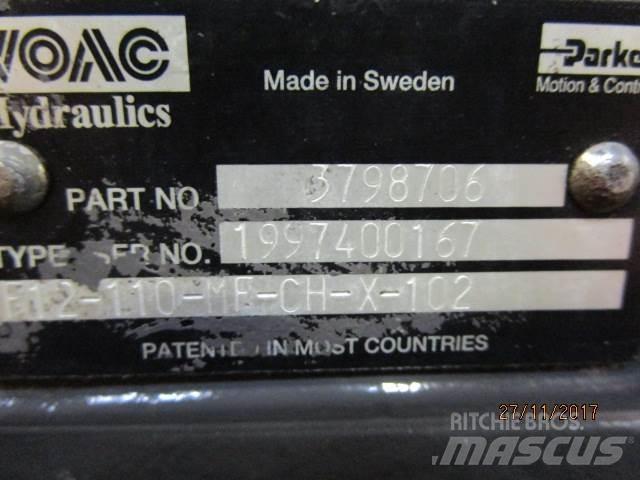 VOAC
Hydraulics
Made in Sweden
Parker
Motion & Contr
PART NO 3798706
TYPE SER NO. 1997400167
F12-110-MF-CH-X-102
PATENTED IN MOST COUNTRIES
27/11/2017
RITCHIE BROS.
MASCUS